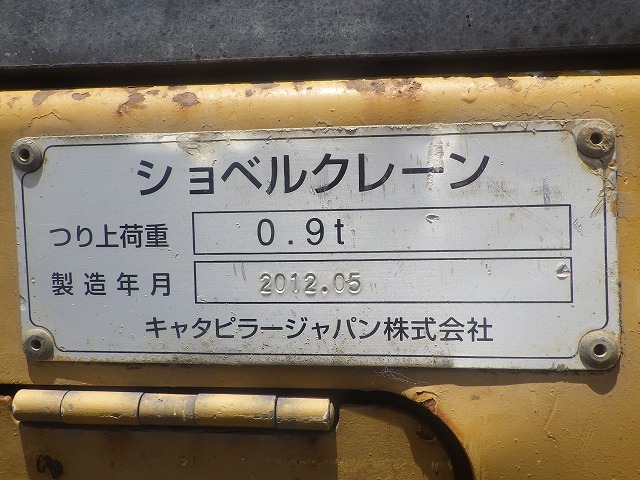 ショベルクレーン
つり上荷重 0.9t
製造年月 2012.05
キャタピラージャパン株式会社